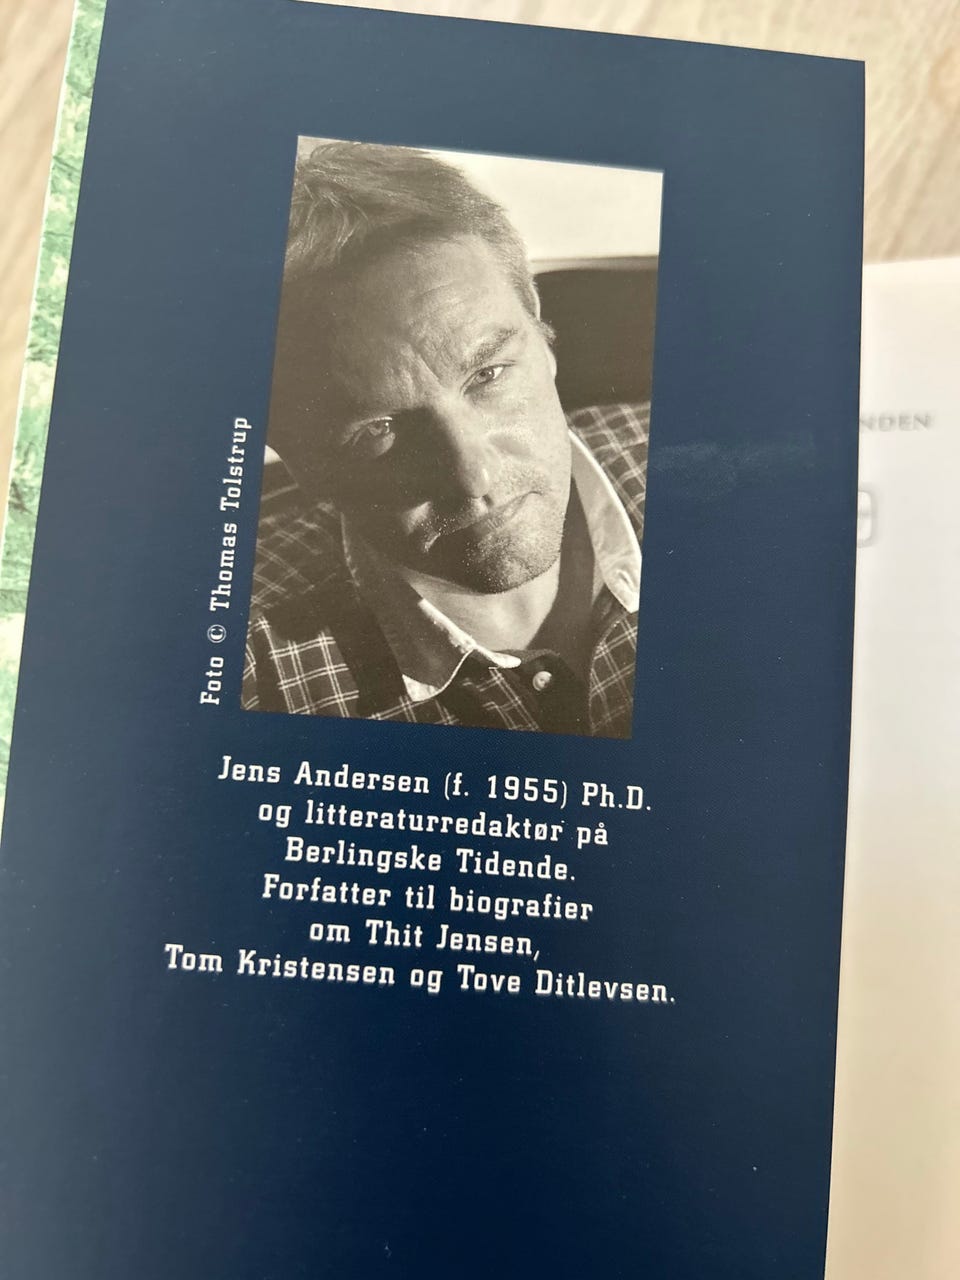 Foto © Thomas Tolstrup
Jens Andersen (f. 1955) Ph.D.
og litteraturredaktør på
Berlingske Tidende.
Forfatter til biografier
om Thit Jensen,
Tom Kristensen og Tove Ditlevsen.